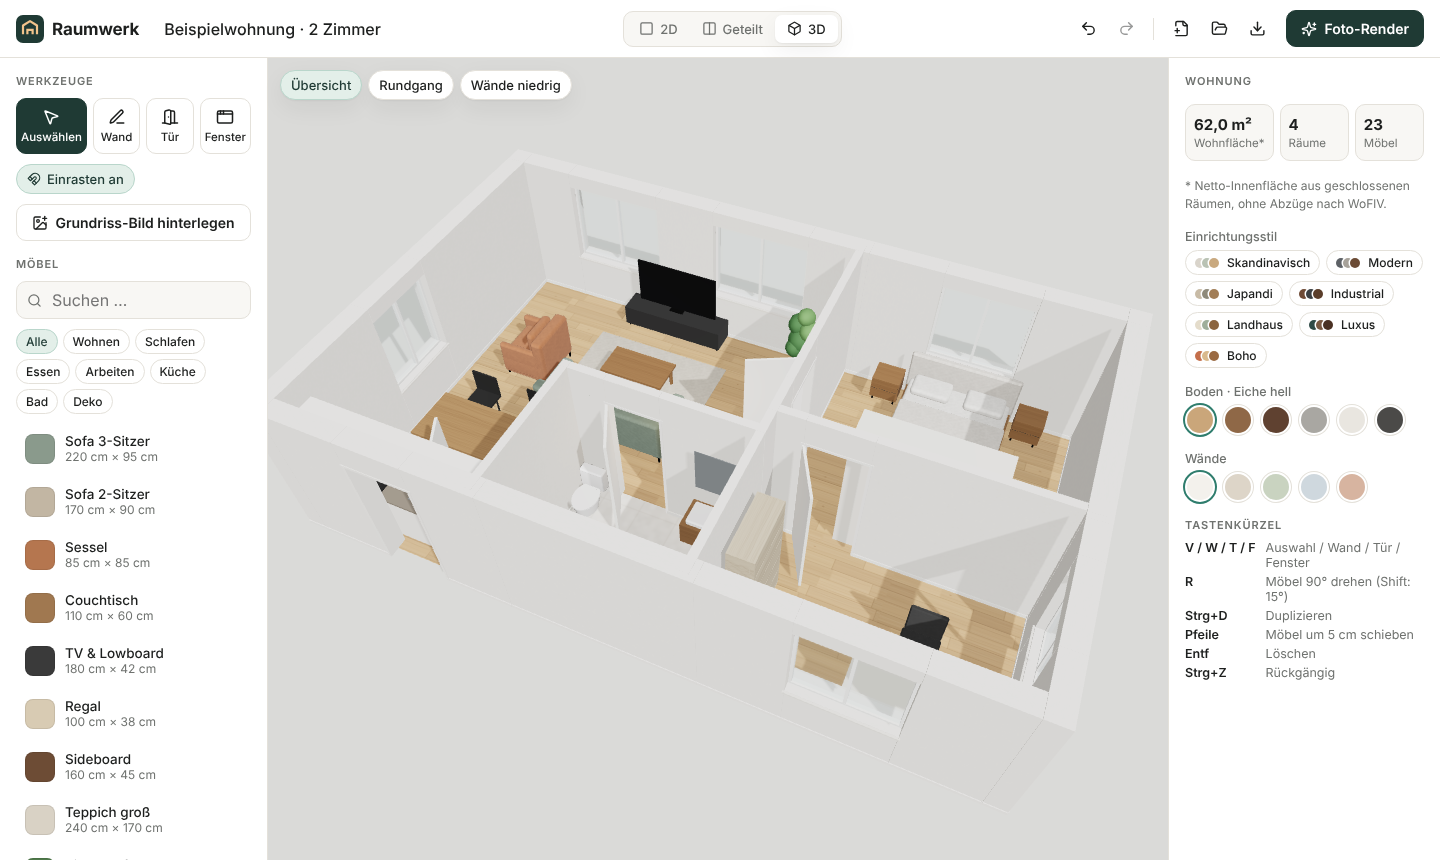 Raumwerk
Beispielwohnung · 2 Zimmer
2D
Geteilt
3D
Foto-Render
WERKZEUGE
Auswählen
Wand
Tür
Fenster
Einrasten an
Grundriss-Bild hinterlegen
MÖBEL
Suchen ...
Alle
Wohnen
Schlafen
Essen
Arbeiten
Küche
Bad
Deko
Sofa 3-Sitzer
220 cm × 95 cm
Sofa 2-Sitzer
170 cm × 90 cm
Sessel
85 cm × 85 cm
Couchtisch
110 cm × 60 cm
TV & Lowboard
180 cm × 42 cm
Regal
100 cm × 38 cm
Sideboard
160 cm × 45 cm
Teppich groß
240 cm × 170 cm
Übersicht
Rundgang
Wände niedrig
WOHNUNG
62,0 m²
Wohnfläche*
4
Räume
23
Möbel
* Netto-Innenfläche aus geschlossenen
Räumen, ohne Abzüge nach WoFIV.
Einrichtungsstil
Skandinavisch
Modern
Japandi
Industrial
Landhaus
Luxus
Boho
Boden · Eiche hell
Wände
TASTENKÜRZEL
V / W / T / F Auswahl / Wand / Tür /
Fenster
R Möbel 90° drehen (Shift:
15°)
Strg+D Duplizieren
Pfeile Möbel um 5 cm schieben
Entf Löschen
Strg+Z Rückgängig